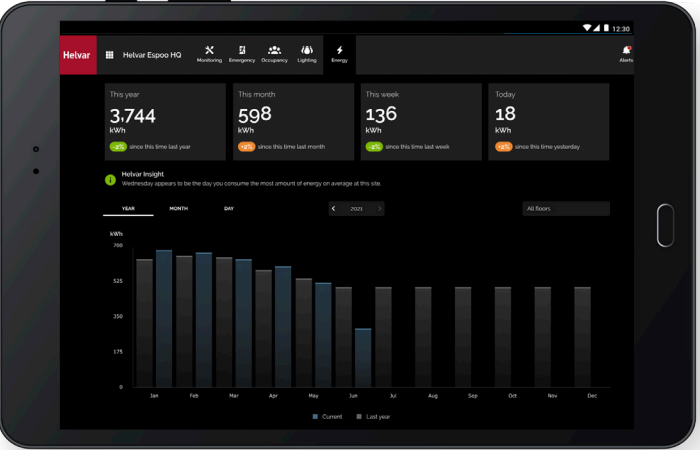 12:30
Helvar
Helvar Espoo HQ
Monitoring Emergency Occupancy Lighting Energy
Alerts
This year This month This week Today
3,744 598 136 18
kWh kWh kWh kWh
-2% since this time last year +2% since this time last month -2% since this time last week +2% since this time yesterday
Helvar Insight
Wednesday appears to be the day you consume the most amount of energy on average at this site.
YEAR MONTH DAY < 2021 > All floors
kWh
700
525
350
175
0
Jan Feb Mar Apr May Jun Jul Aug Sep Oct Nov Dec
Current Last year